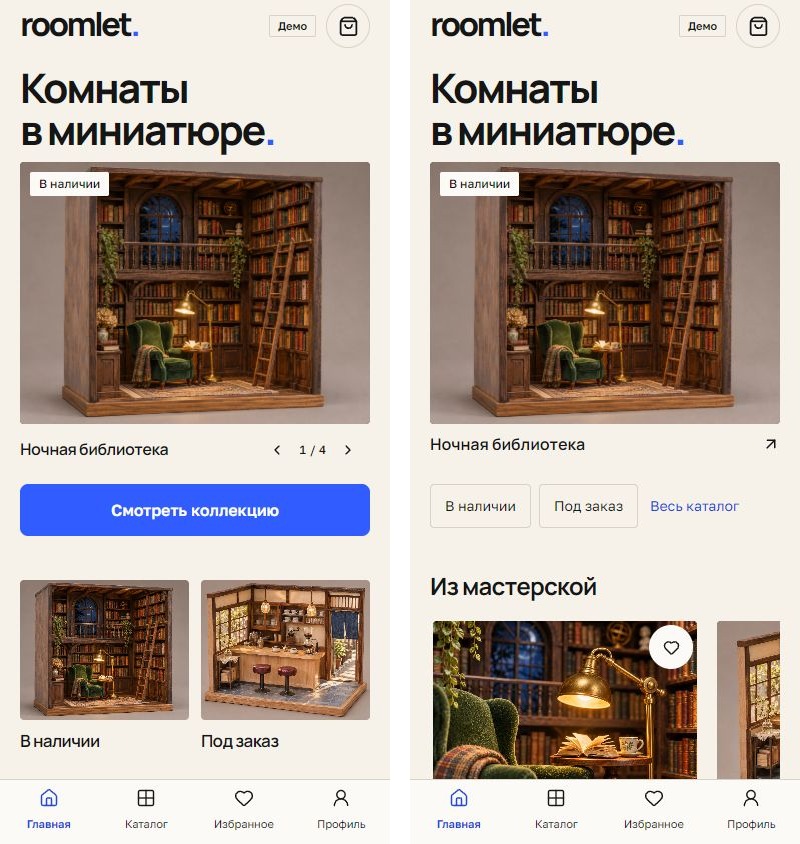 roomlet.
Демо
Комнаты
в миниатюре.
В наличии
Ночная библиотека
1 / 4
Смотреть коллекцию
В наличии
Под заказ
Главная
Каталог
Избранное
Профиль
roomlet.
Демо
Комнаты
в миниатюре.
В наличии
Ночная библиотека
В наличии
Под заказ
Весь каталог
Из мастерской
Главная
Каталог
Избранное
Профиль